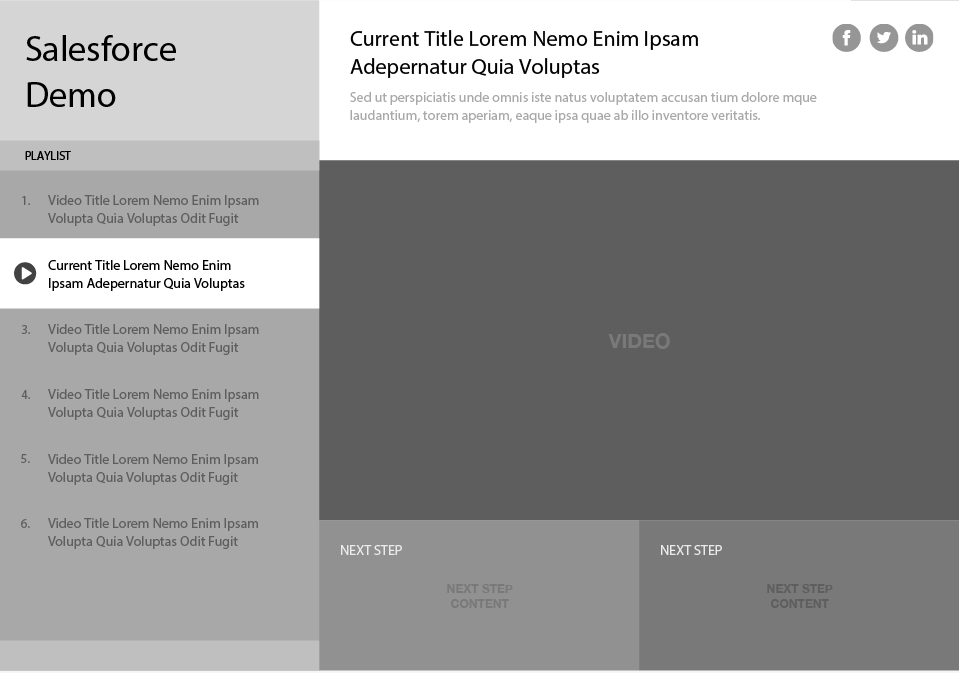 Salesforce
Demo
PLAYLIST
1. Video Title Lorem Nemo Enim Ipsam
Volupta Quia Voluptas Odit Fugit
Current Title Lorem Nemo Enim
Ipsam Adepernatur Quia Voluptas
3. Video Title Lorem Nemo Enim Ipsam
Volupta Quia Voluptas Odit Fugit
4. Video Title Lorem Nemo Enim Ipsam
Volupta Quia Voluptas Odit Fugit
5. Video Title Lorem Nemo Enim Ipsam
Volupta Quia Voluptas Odit Fugit
6. Video Title Lorem Nemo Enim Ipsam
Volupta Quia Voluptas Odit Fugit
Current Title Lorem Nemo Enim Ipsam
Adepernatur Quia Voluptas
Sed ut perspiciatis unde omnis iste natus voluptatem accusan tium dolore mque
laudantium, torem aperiam, eaque ipsa quae ab illo inventore veritatis.
f
in
VIDEO
NEXT STEP
NEXT STEP
CONTENT
NEXT STEP
NEXT STEP
CONTENT